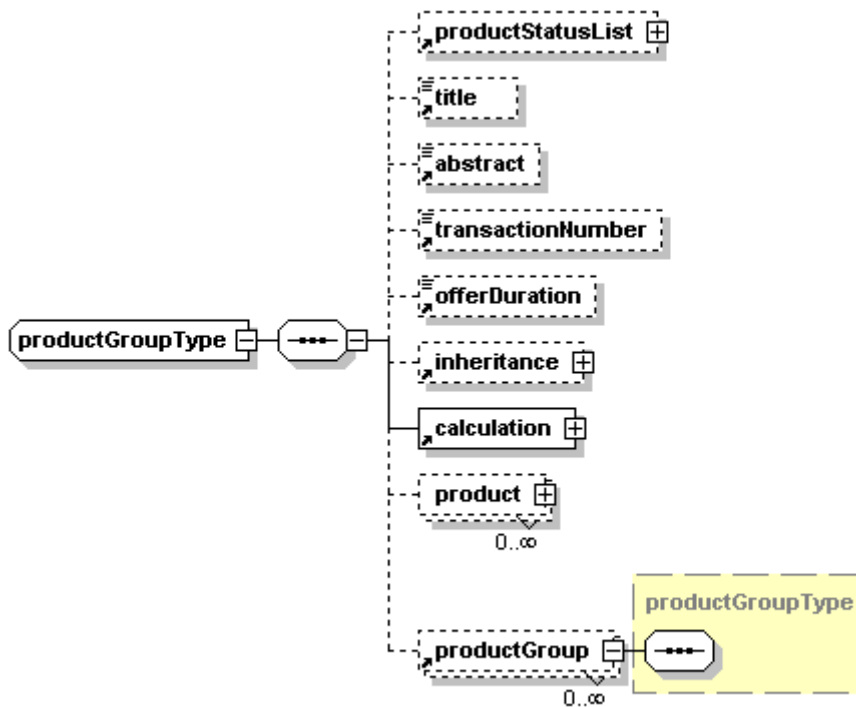 productStatusList
title
abstract
transactionNumber
offerDuration
productGroupType
inheritance
calculation
product
0..∞
productGroupType
productGroup
0..∞